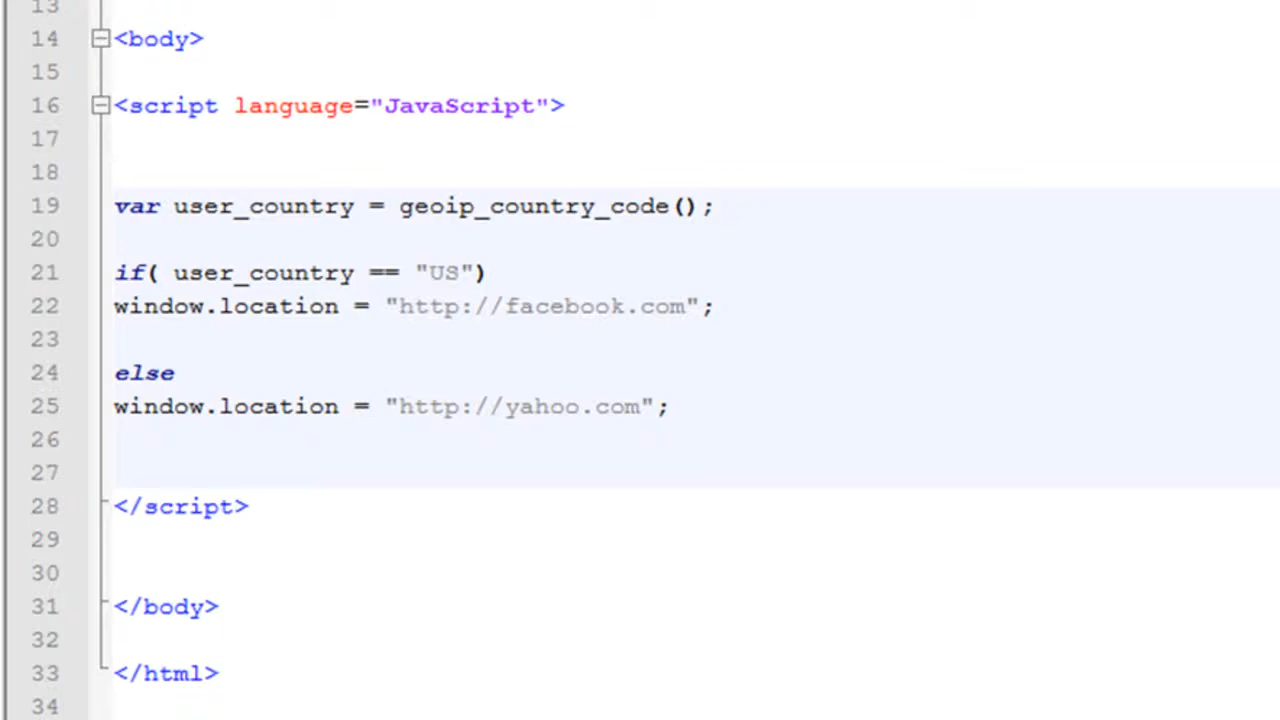 13
14 <body>
15
16 <script language="JavaScript">
17
18
19 var user_country = geoip_country_code();
20
21 if( user_country == "US")
22 window.location = "http://facebook.com";
23
24 else
25 window.location = "http://yahoo.com";
26
27
28 </script>
29
30
31 </body>
32
33 </html>
34